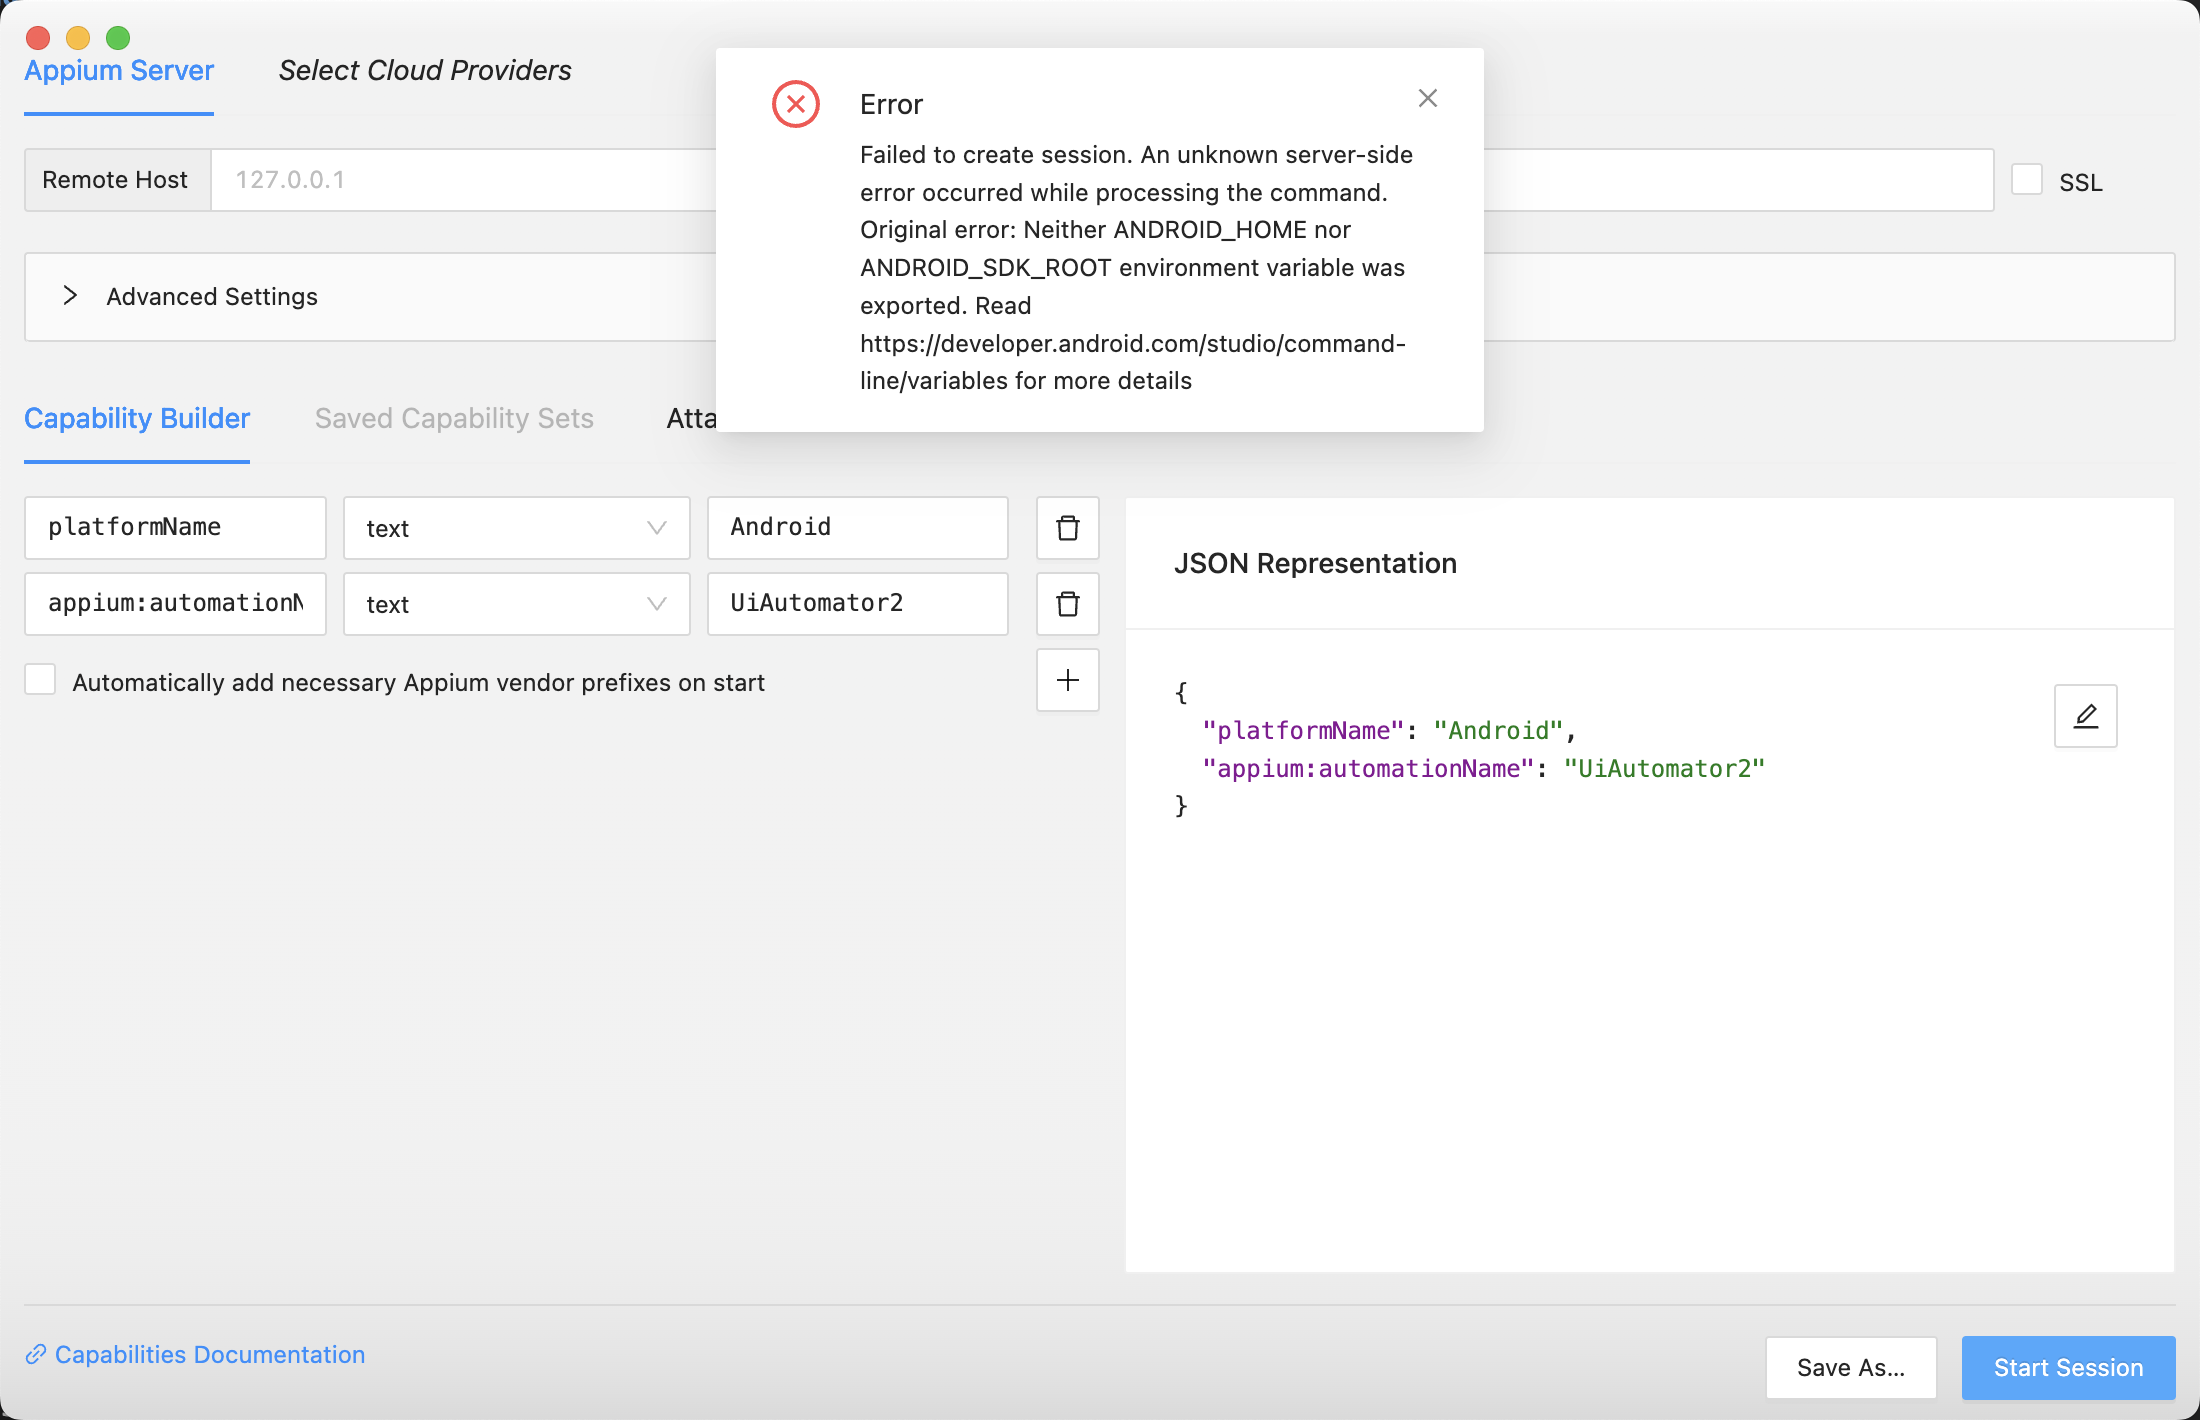 Appium Server
Select Cloud Providers
Error
Failed to create session. An unknown server-side
error occurred while processing the command.
Original error: Neither ANDROID_HOME nor
ANDROID_SDK_ROOT environment variable was
exported. Read
https://developer.android.com/studio/command-
line/variables for more details
Remote Host
127.0.0.1
SSL
Advanced Settings
Capability Builder
Saved Capability Sets
Atta
platformName
text
Android
appium:automationN
text
UiAutomator2
Automatically add necessary Appium vendor prefixes on start
JSON Representation
{
"platformName": "Android",
"appium:automationName": "UiAutomator2"
}
Capabilities Documentation
Save As...
Start Session